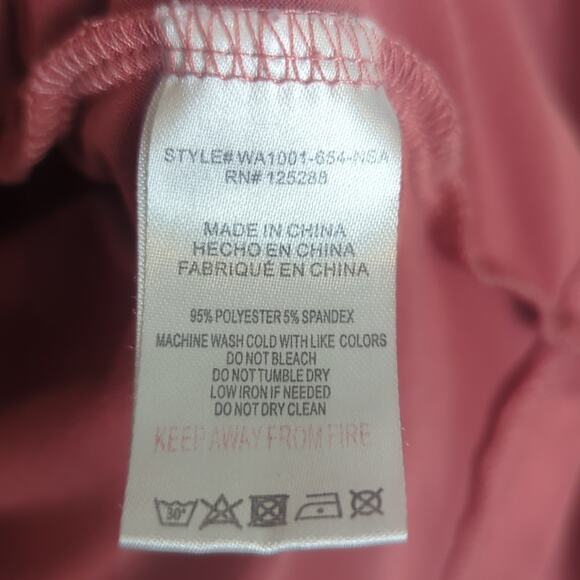 STYLE# WA1001-654-NSA
RN# 125288
MADE IN CHINA
HECHO EN CHINA
FABRIQUÉ EN CHINA
95% POLYESTER 5% SPANDEX
MACHINE WASH COLD WITH LIKE COLORS
DO NOT BLEACH
DO NOT TUMBLE DRY
LOW IRON IF NEEDED
DO NOT DRY CLEAN
KEEP AWAY FROM FIRE
30°